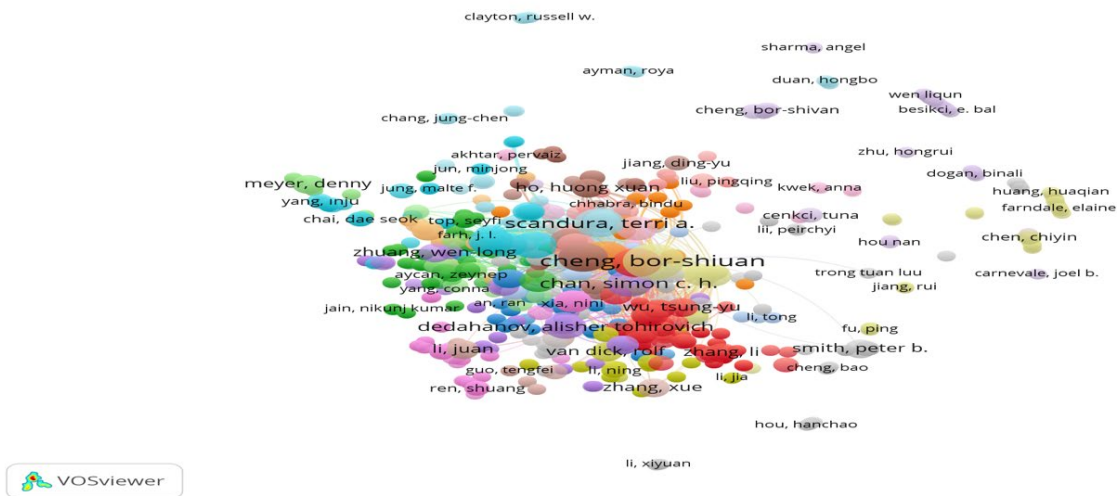 clayton, russell w.
sharma, angel
ayman, roya
duan, hongbo
wen liqun
cheng, bor-shivan
besikci, e. bal
chang, jung-chen
akhtar, pervaiz
zhu, hongrui
jun, minjong
jiang, ding-yu
dogan, binali
meyer, denny
jung, malte f.
ho, huong xuan
liu, pingqing
kwek, anna
huang, huaqian
yang, inju
chhabra, bindu
farndale, elaine
chai, dae seok
top, seyfi
scandura, terri a.
cenkci, tuna
farh, j. l.
lii, peirchyi
chen, chiyin
zhuang, wen-long
hou nan
cheng, bor-shiuan
aycan, zeynep
trong tuan luu
carnevale, joel b.
yang, conna
chan, simon c. h.
jiang, rui
jain, nikunj kumar
an, ran
xia, nini
wu, tsung-yu
li, tong
dedahanov, alisher tohirovich
fu, ping
li, juan
van dick, rolf
zhang, li
smith, peter b.
guo, tengfei
li, ning
cheng, bao
li, jia
ren, shuang
zhang, xue
hou, hanchao
li, xiyuan
VOSviewer